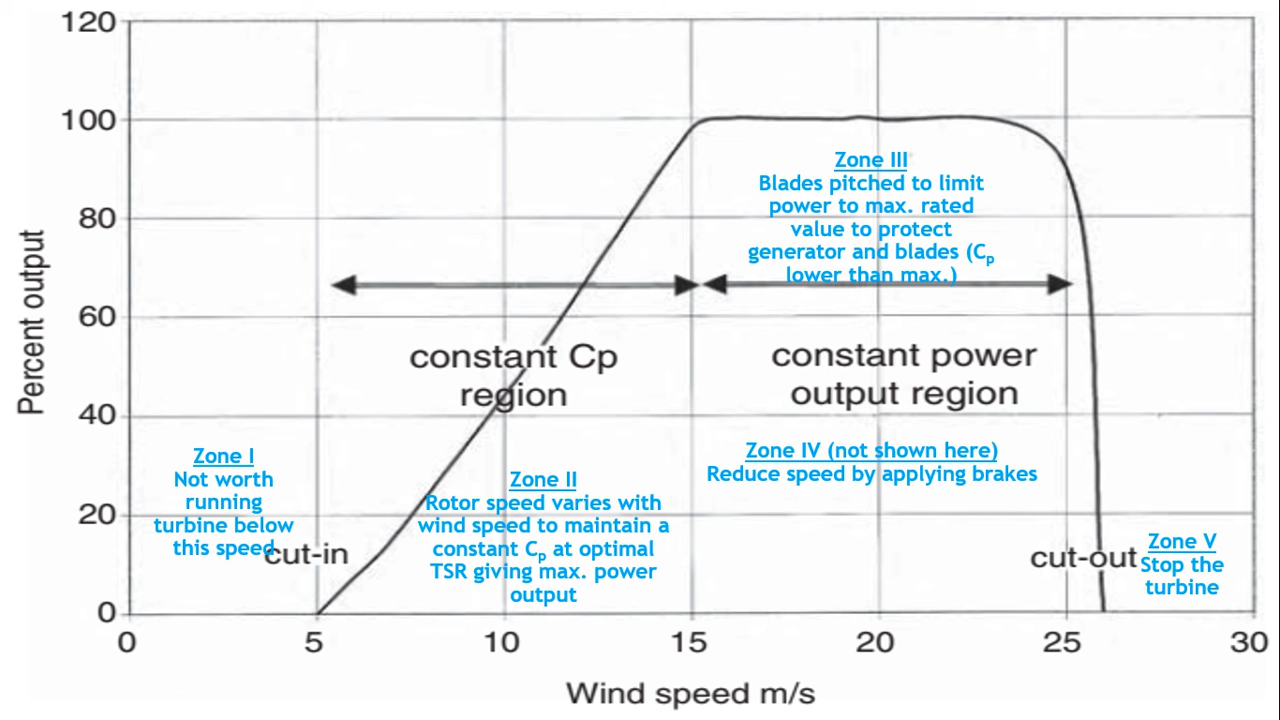 120
100
80
60
40
20
0
Percent output
0
5
10
15
20
25
30
Wind speed m/s
Zone I
Not worth
running
turbine below
this speed
cut-in
constant Cp
region
Zone II
Rotor speed varies with
wind speed to maintain a
constant Cp at optimal
TSR giving max. power
output
Zone III
Blades pitched to limit
power to max. rated
value to protect
generator and blades (Cp
lower than max.)
constant power
output region
Zone IV (not shown here)
Reduce speed by applying brakes
cut-out
Zone V
Stop the
turbine